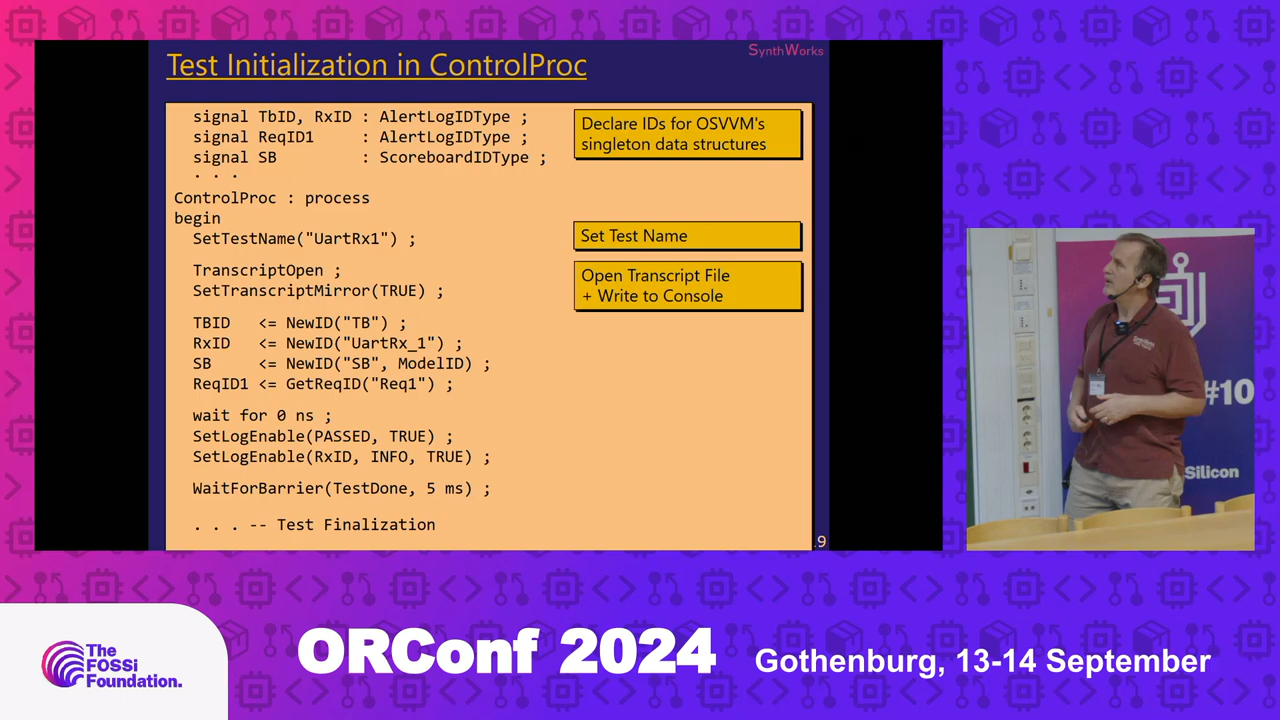 Test Initialization in ControlProc
SynthWorks
signal TbID, RxID : AlertLogIDType ;
signal ReqID1 : AlertLogIDType ;
signal SB : ScoreboardIDType ;
. . .
Declare IDs for OSVVM's
singleton data structures
ControlProc : process
begin
SetTestName("UartRx1") ;
Set Test Name
TranscriptOpen ;
SetTranscriptMirror(TRUE) ;
Open Transcript File
+ Write to Console
TBID <= NewID("TB") ;
RxID <= NewID("UartRx_1") ;
SB <= NewID("SB", ModelID) ;
ReqID1 <= GetReqID("Req1") ;
wait for 0 ns ;
SetLogEnable(PASSED, TRUE) ;
SetLogEnable(RxID, INFO, TRUE) ;
WaitForBarrier(TestDone, 5 ms) ;
. . . -- Test Finalization
9
#10
Silicon
The
FOSSi
Foundation.
ORConf 2024
Gothenburg, 13-14 September